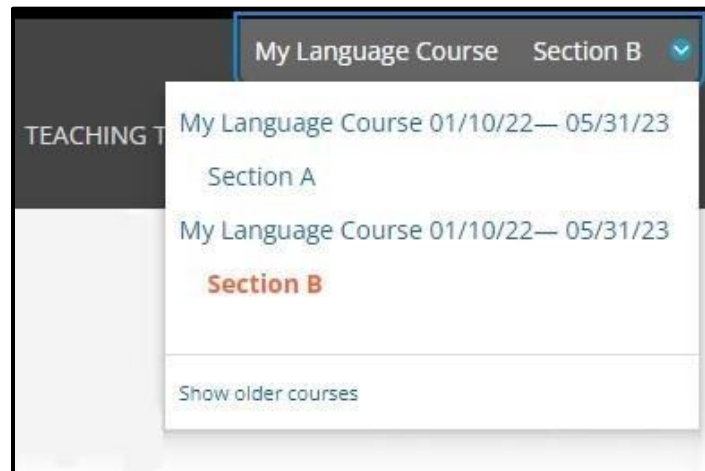 My Language Course Section B
TEACHING T
My Language Course 01/10/22— 05/31/23
Section A
My Language Course 01/10/22— 05/31/23
Section B
Show older courses